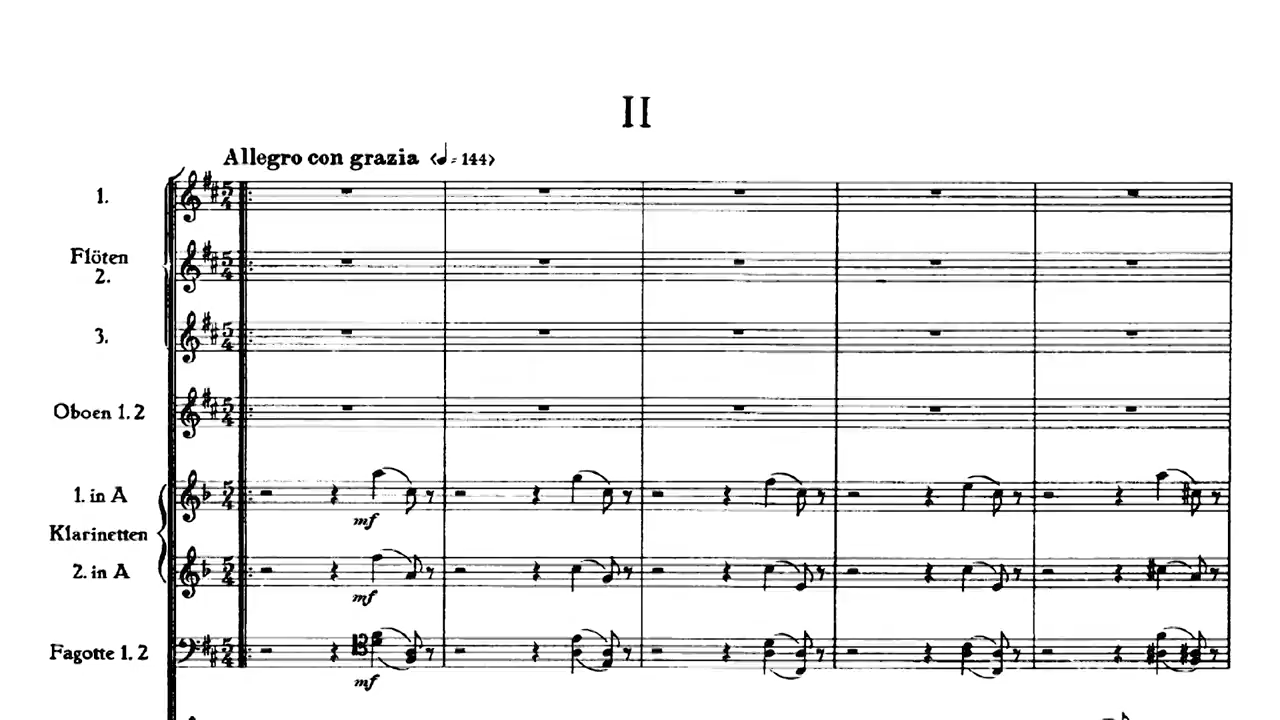 II
Allegro con grazia (♩= 144)
1.
Flöten
2.
3.
Oboen 1. 2
1. in A
mf
Klarinetten
2. in A
mf
Fagotte 1. 2
mf